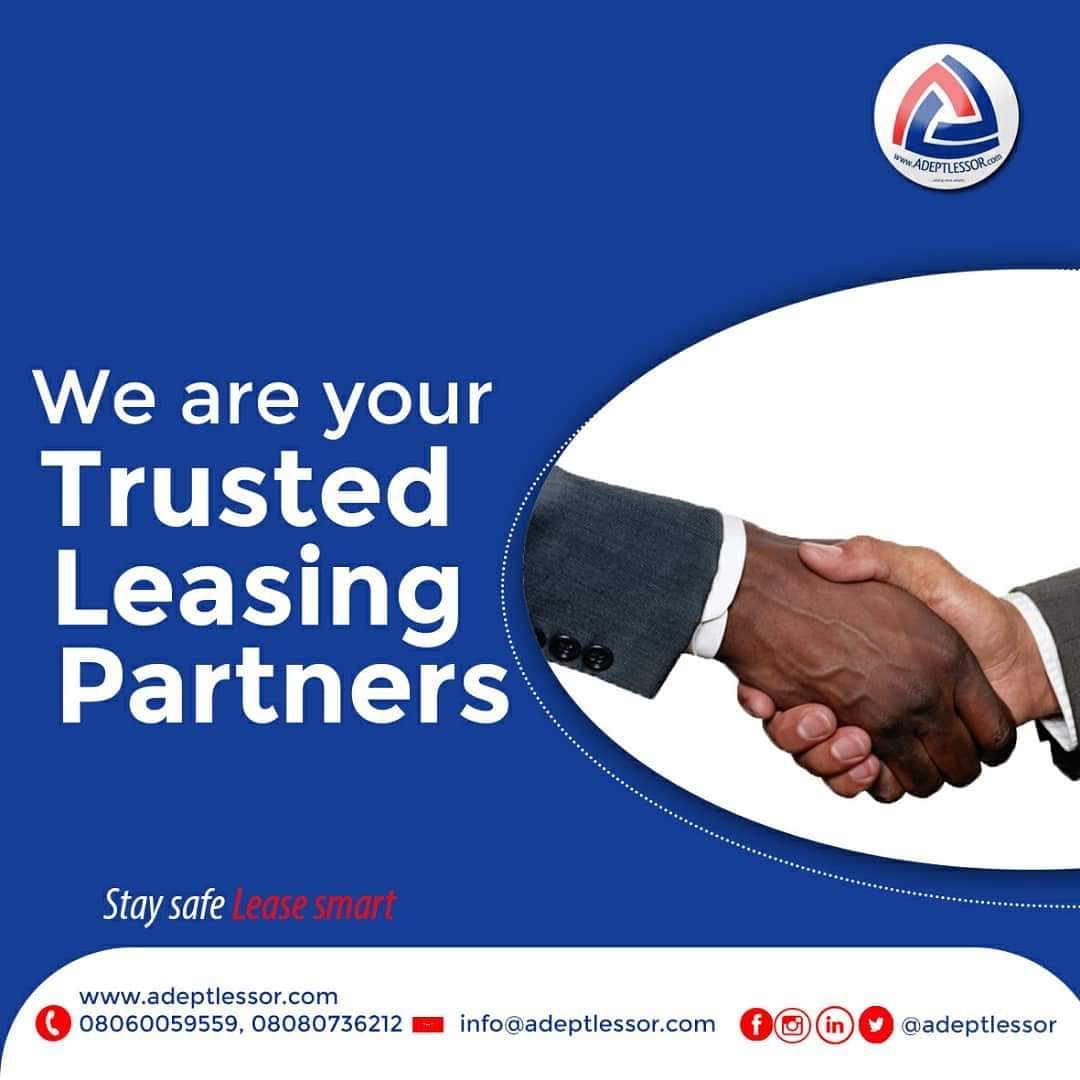 www.ADEPTLESSOR.com
We are your
Trusted
Leasing
Partners
Stay safe Lease smart
www.adeptlessor.com
08060059559, 08080736212 info@adeptlessor.com @adeptlessor